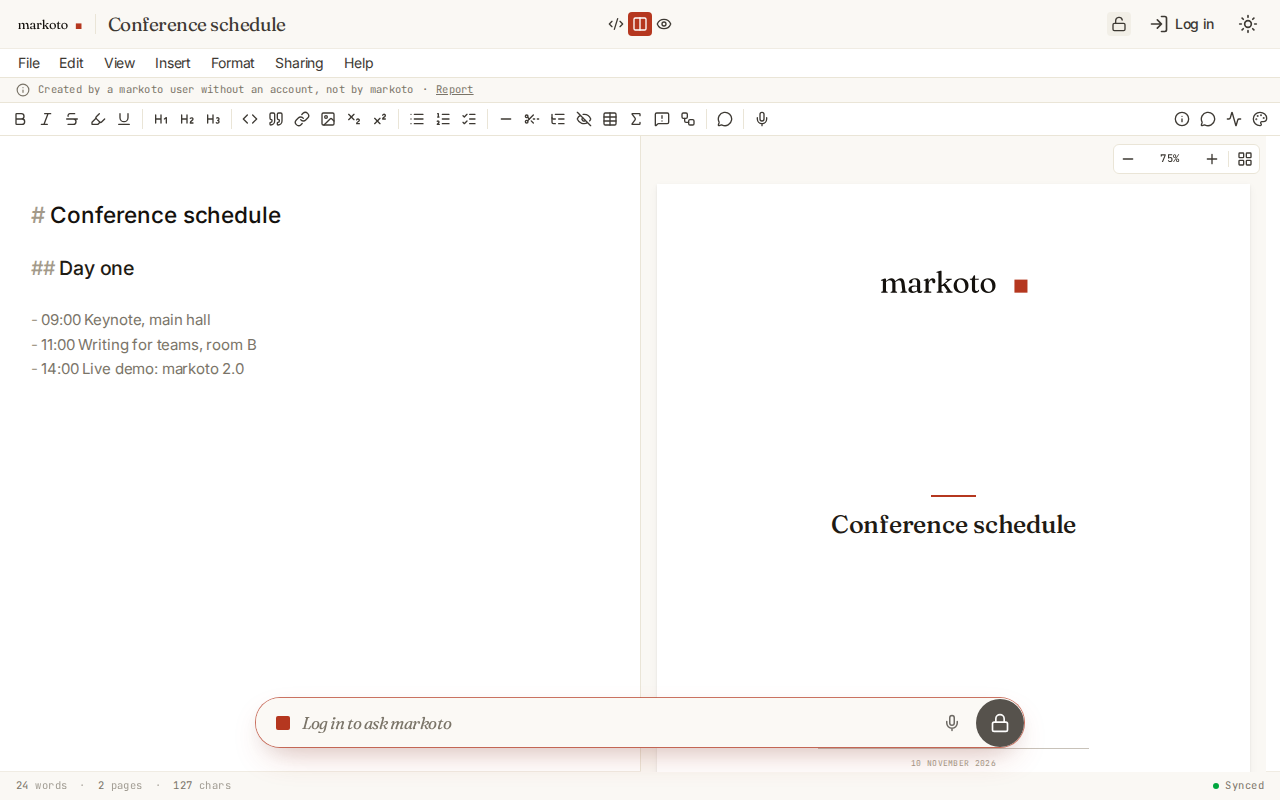 markoto
Conference schedule
Log in
File Edit View Insert Format Sharing Help
Created by a markoto user without an account, not by markoto · Report
H1 H2 H3
75%
# Conference schedule
## Day one
- 09:00 Keynote, main hall
- 11:00 Writing for teams, room B
- 14:00 Live demo: markoto 2.0
markoto
Conference schedule
10 NOVEMBER 2026
Log in to ask markoto
24 words · 2 pages · 127 chars
Synced